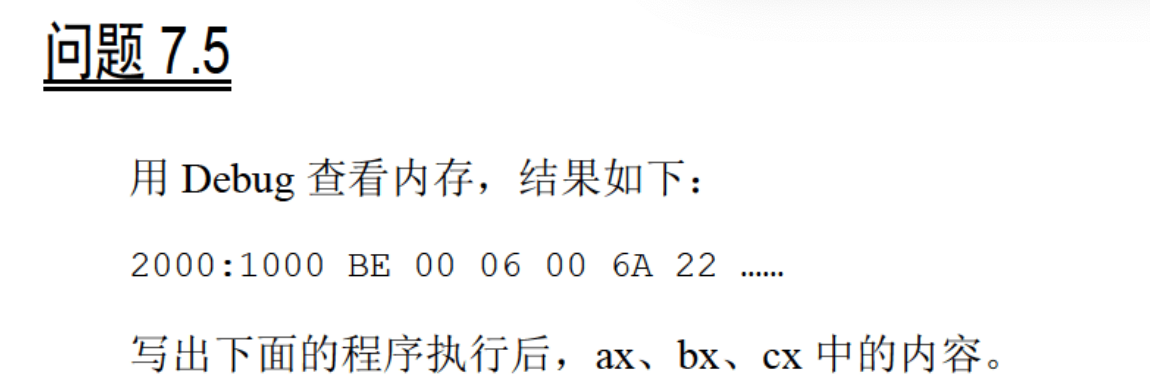 问题 7.5
用 Debug 查看内存，结果如下：
2000:1000 BE 00 06 00 6A 22 ……
写出下面的程序执行后，ax、bx、cx 中的内容。